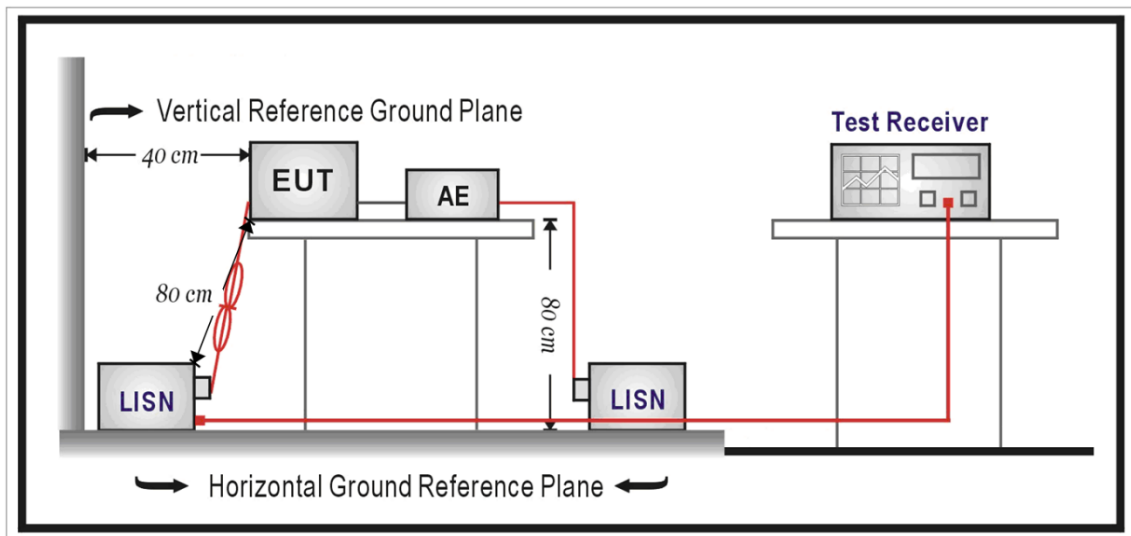 Vertical Reference Ground Plane
40 cm
EUT
AE
Test Receiver
80 cm
80 cm
LISN
LISN
Horizontal Ground Reference Plane